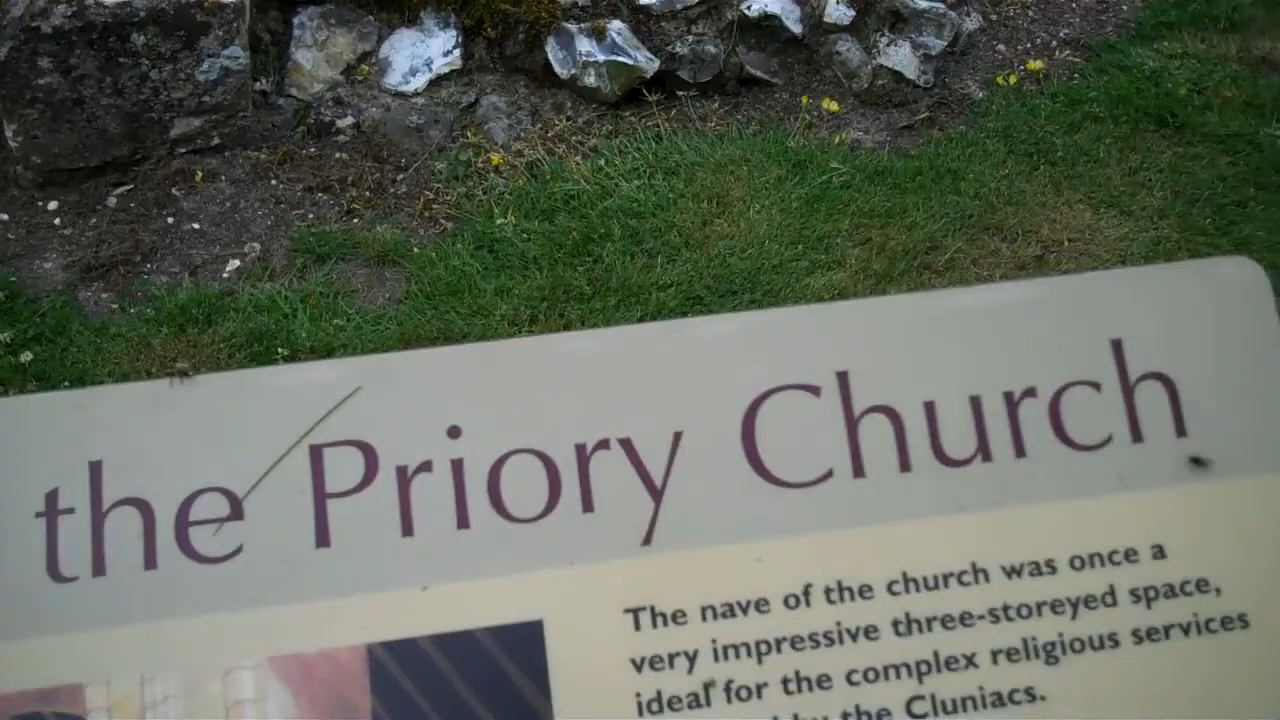 the Priory Church
The nave of the church was once a
very impressive three-storeyed space,
ideal for the complex religious services
by the Cluniacs.